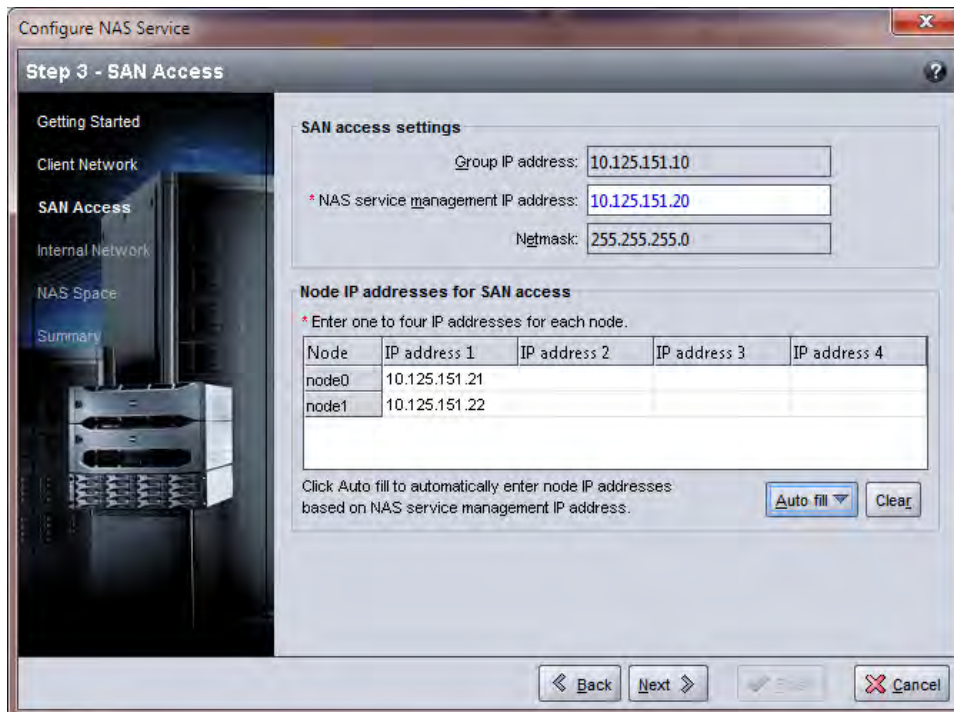 Configure NAS Service
Step 3 - SAN Access
?
Getting Started
Client Network
SAN Access
Internal Network
NAS Space
Summary
SAN access settings
Group IP address: 10.125.151.10
* NAS service management IP address: 10.125.151.20
Netmask: 255.255.255.0
Node IP addresses for SAN access
* Enter one to four IP addresses for each node.
Node IP address 1 IP address 2 IP address 3 IP address 4
node0 10.125.151.21
node1 10.125.151.22
Click Auto fill to automatically enter node IP addresses
based on NAS service management IP address.
Auto fill Clear
Back Next Cancel